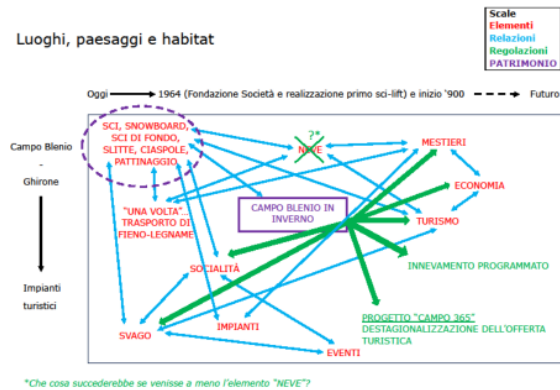 Luoghi, paesaggi e habitat
Scale
Elementi
Relazioni
Regolazioni
PATRIMONIO
Oggi
1964 (Fondazione Società e realizzazione primo sci-lift) e inizio '900
Futuro
Campo Blenio
-
Ghirone
Impianti
turistici
SCI, SNOWBOARD,
SCI DI FONDO,
SLITTE, CIASPOLE,
PATTINAGGIO
?*
NEVE
MESTIERI
ECONOMIA
"UNA VOLTA"...
TRASPORTO DI
FIENO-LEGNAME
CAMPO BLENIO IN
INVERNO
TURISMO
SOCIALITÀ
INNEVAMENTO PROGRAMMATO
PROGETTO "CAMPO 365"
DESTAGIONALIZZAZIONE DELL'OFFERTA
TURISTICA
SVAGO
IMPIANTI
EVENTI
*Che cosa succederebbe se venisse a meno l'elemento "NEVE"?